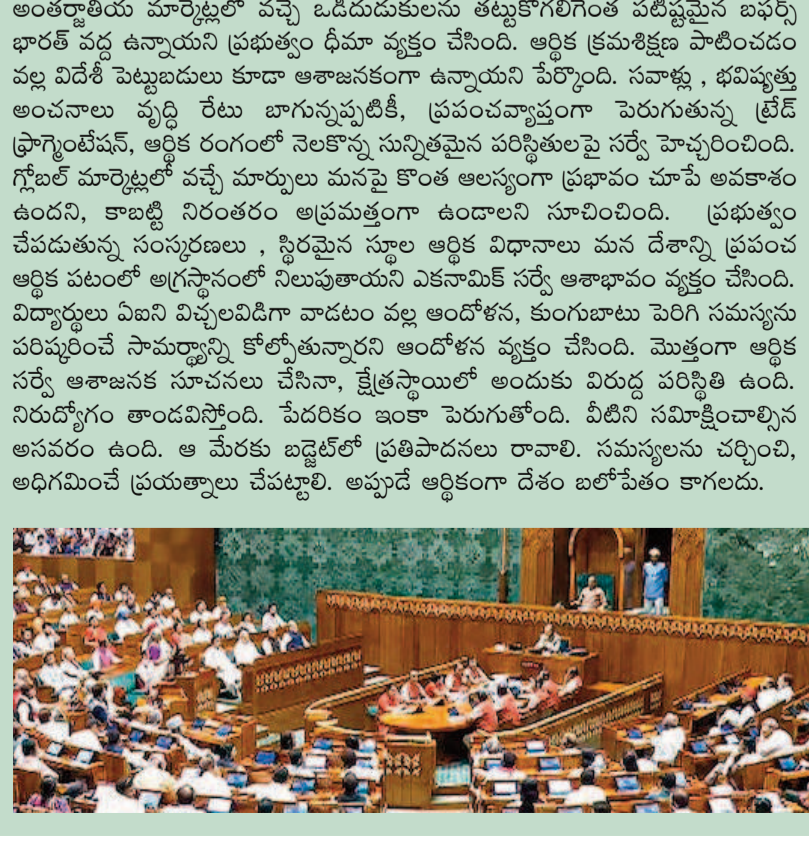 అంతర్జాతీయ మార్కెట్లలో వచ్చే ఒడిదుడుకులను తట్టుకోగలిగేంత పటిష్టమైన బఫర్స్
భారత్ వద్ద ఉన్నాయని ప్రభుత్వం ధీమా వ్యక్తం చేసింది. ఆర్థిక క్రమశిక్షణ పాటించడం
వల్ల విదేశీ పెట్టుబడులు కూడా ఆశాజనకంగా ఉన్నాయని పేర్కొంది. సవాళ్లు , భవిష్యత్తు
అంచనాలు వృద్ధి రేటు బాగున్నప్పటికీ, ప్రపంచవ్యాప్తంగా పెరుగుతున్న ట్రేడ్
ఫ్రాగ్మెంటేషన్, ఆర్థిక రంగంలో నెలకొన్న సున్నితమైన పరిస్థితులపై సర్వే హెచ్చరించింది.
గ్లోబల్ మార్కెట్లలో వచ్చే మార్పులు మనపై కొంత ఆలస్యంగా ప్రభావం చూపే అవకాశం
ఉందని, కాబట్టి నిరంతరం అప్రమత్తంగా ఉండాలని సూచించింది. ప్రభుత్వం
చేపడుతున్న సంస్కరణలు , స్థిరమైన స్థూల ఆర్థిక విధానాలు మన దేశాన్ని ప్రపంచ
ఆర్థిక పటంలో అగ్రస్థానంలో నిలుపుతాయని ఎకనామిక్ సర్వే ఆశాభావం వ్యక్తం చేసింది.
విద్యార్థులు ఏఐని విచ్చలవిడిగా వాడటం వల్ల ఆందోళన, కుంగుబాటు పెరిగి సమస్యను
పరిష్కరించే సామర్థ్యాన్ని కోల్పోతున్నారని ఆందోళన వ్యక్తం చేసింది. మొత్తంగా ఆర్థిక
సర్వే ఆశాజనక సూచనలు చేసినా, క్షేత్రస్థాయిలో అందుకు విరుద్ద పరిస్థితి ఉంది.
నిరుద్యోగం తాండవిస్తోంది. పేదరికం ఇంకా పెరుగుతోంది. వీటిని సమీక్షించాల్సిన
అసవరం ఉంది. ఆ మేరకు బడ్జెట్‌లో ప్రతిపాదనలు రావాలి. సమస్యలను చర్చించి,
అధిగమించే ప్రయత్నాలు చేపట్టాలి. అప్పుడే ఆర్థికంగా దేశం బలోపేతం కాగలదు.